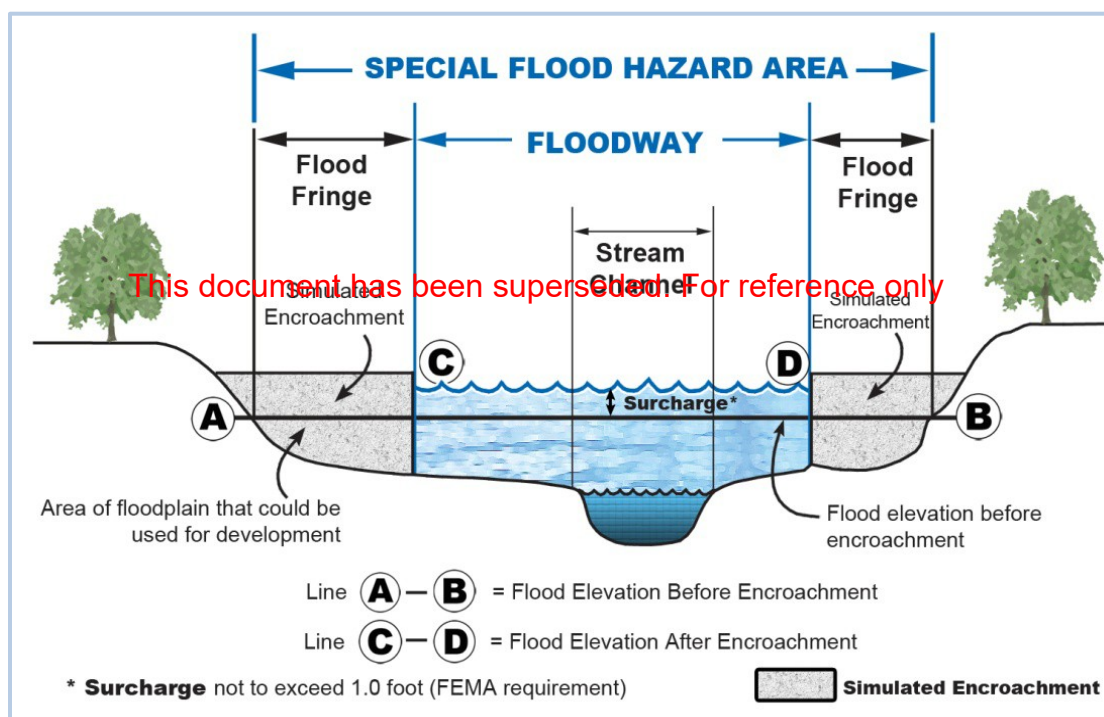 SPECIAL FLOOD HAZARD AREA
FLOODWAY
Flood
Fringe
Flood
Fringe
Stream
Channel
This document has been superseded. For reference only
Simulated
Encroachment
Simulated
Encroachment
C
D
Surcharge*
A
B
Area of floodplain that could be
used for development
Flood elevation before
encroachment
Line A – B = Flood Elevation Before Encroachment
Line C – D = Flood Elevation After Encroachment
* Surcharge not to exceed 1.0 foot (FEMA requirement)
Simulated Encroachment